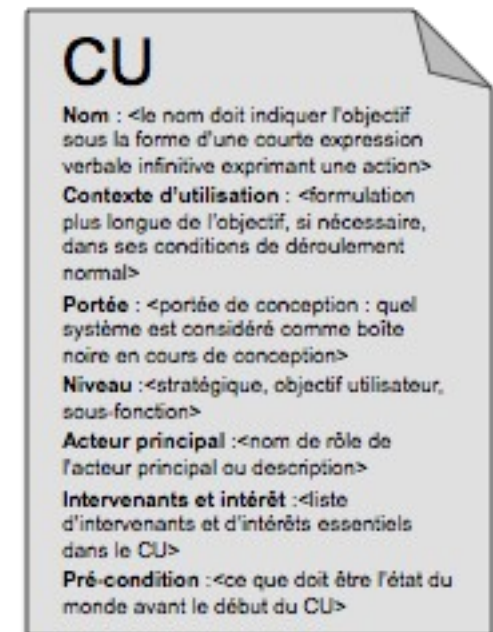 CU
Nom : <le nom doit indiquer l'objectif
sous la forme d'une courte expression
verbale infinitive exprimant une action>
Contexte d'utilisation : <formulation
plus longue de l'objectif, si nécessaire,
dans ses conditions de déroulement
normal>
Portée : <portée de conception : quel
système est considéré comme boîte
noire en cours de conception>
Niveau :<stratégique, objectif utilisateur,
sous-fonction>
Acteur principal :<nom de rôle de
l'acteur principal ou description>
Intervenants et intérêt :<liste
d'intervenants et d'intérêts essentiels
dans le CU>
Pré-condition :<ce que doit être l'état du
monde avant le début du CU>